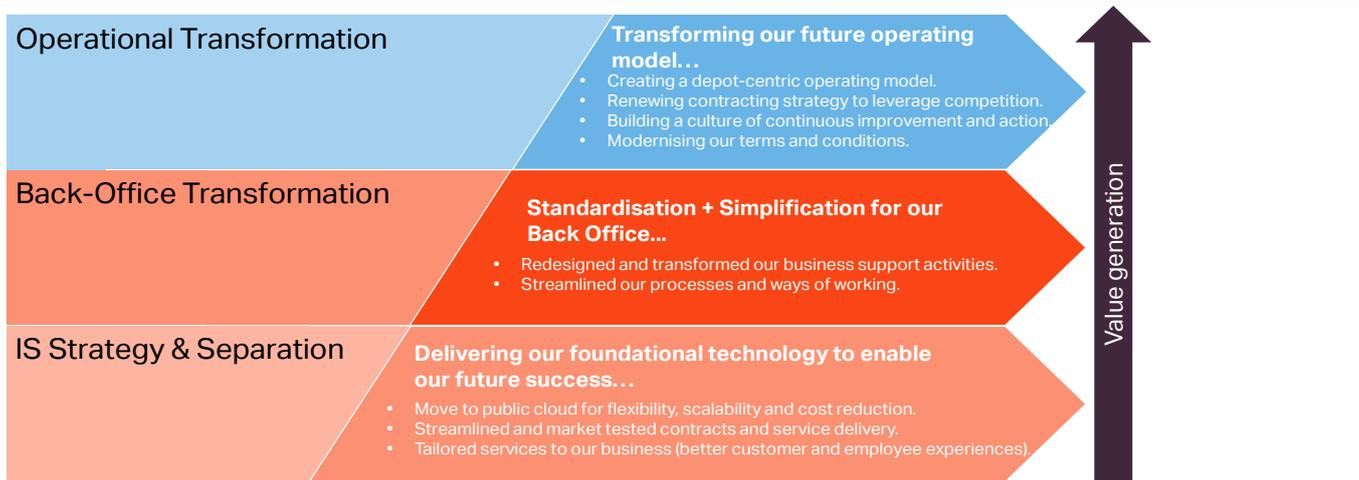 Operational Transformation
Transforming our future operating
model…
• Creating a depot-centric operating model.
• Renewing contracting strategy to leverage competition.
• Building a culture of continuous improvement and action.
• Modernising our terms and conditions.
Back-Office Transformation
Standardisation + Simplification for our
Back Office...
• Redesigned and transformed our business support activities.
• Streamlined our processes and ways of working.
IS Strategy & Separation
Delivering our foundational technology to enable
our future success…
• Move to public cloud for flexibility, scalability and cost reduction.
• Streamlined and market tested contracts and service delivery.
• Tailored services to our business (better customer and employee experiences).
Value generation